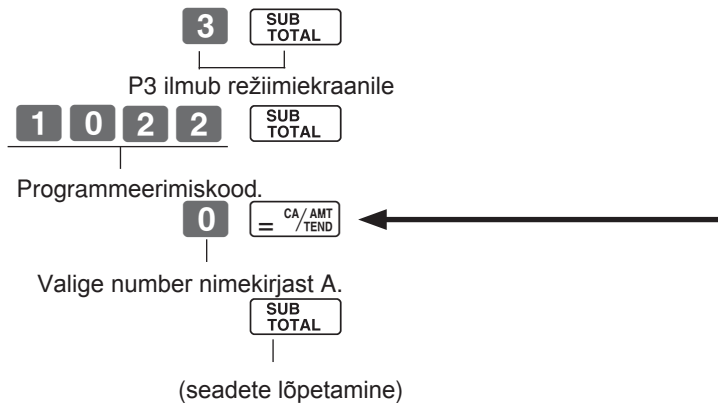 3 SUB TOTAL
P3 ilmub režiimiekraanile
1 0 2 2 SUB TOTAL
Programmeerimiskood.
0 = CA/AMT /TEND
Valige number nimekirjast A.
SUB TOTAL
(seadete lõpetamine)